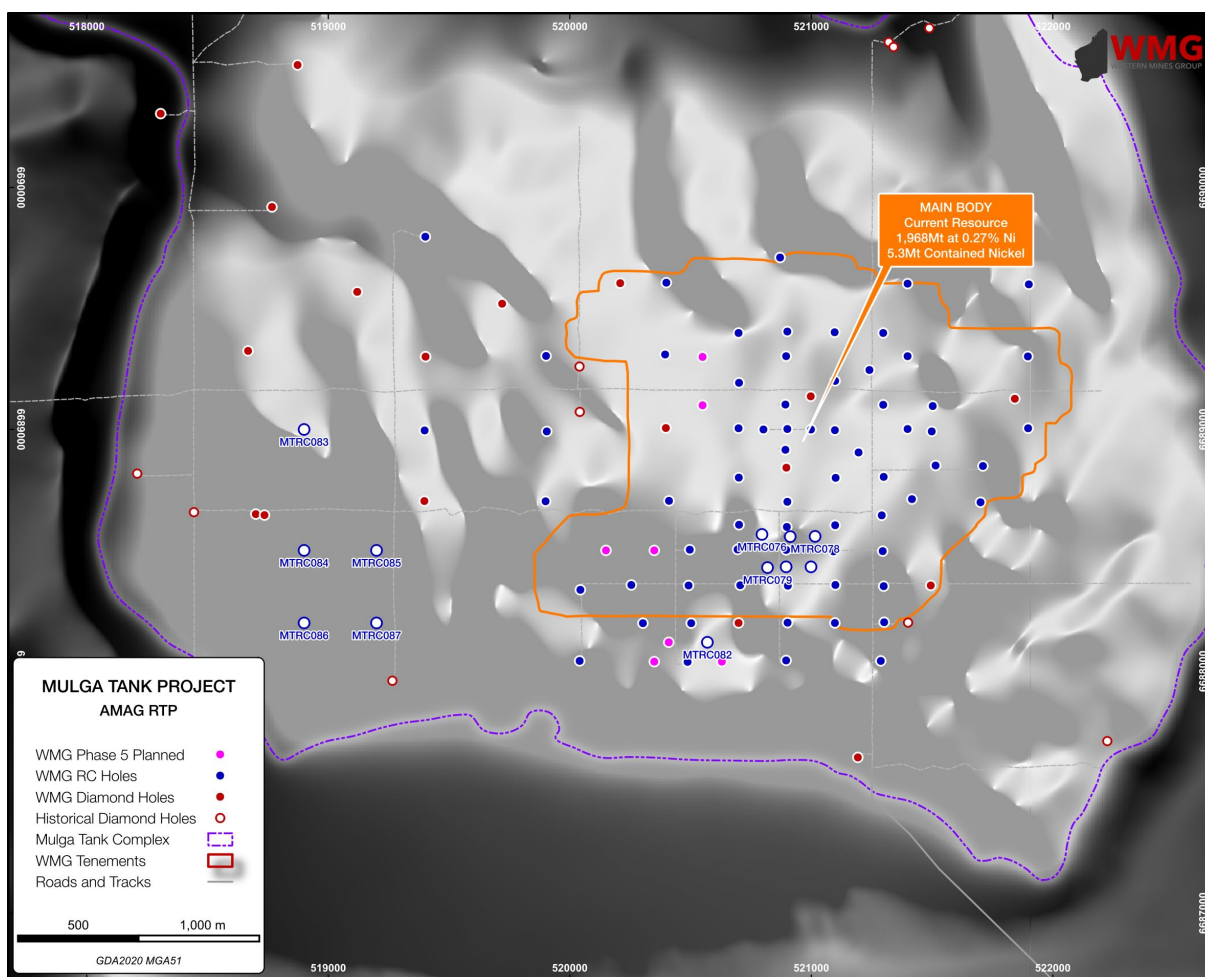 518000
519000
520000
521000
522000
WMG
WESTERN MINES GROUP
6690000
6690000
MAIN BODY
Current Resource
1,968Mt at 0.27% Ni
5.3Mt Contained Nickel
6689000
6689000
MTRC083
MTRC076
MTRC078
MTRC084
MTRC085
MTRC079
MTRC086
MTRC087
MTRC082
6688000
MULGA TANK PROJECT
AMAG RTP
WMG Phase 5 Planned
WMG RC Holes
WMG Diamond Holes
Historical Diamond Holes
Mulga Tank Complex
WMG Tenements
Roads and Tracks
500
1,000 m
GDA2020 MGA51
6687000
519000
520000
521000
522000